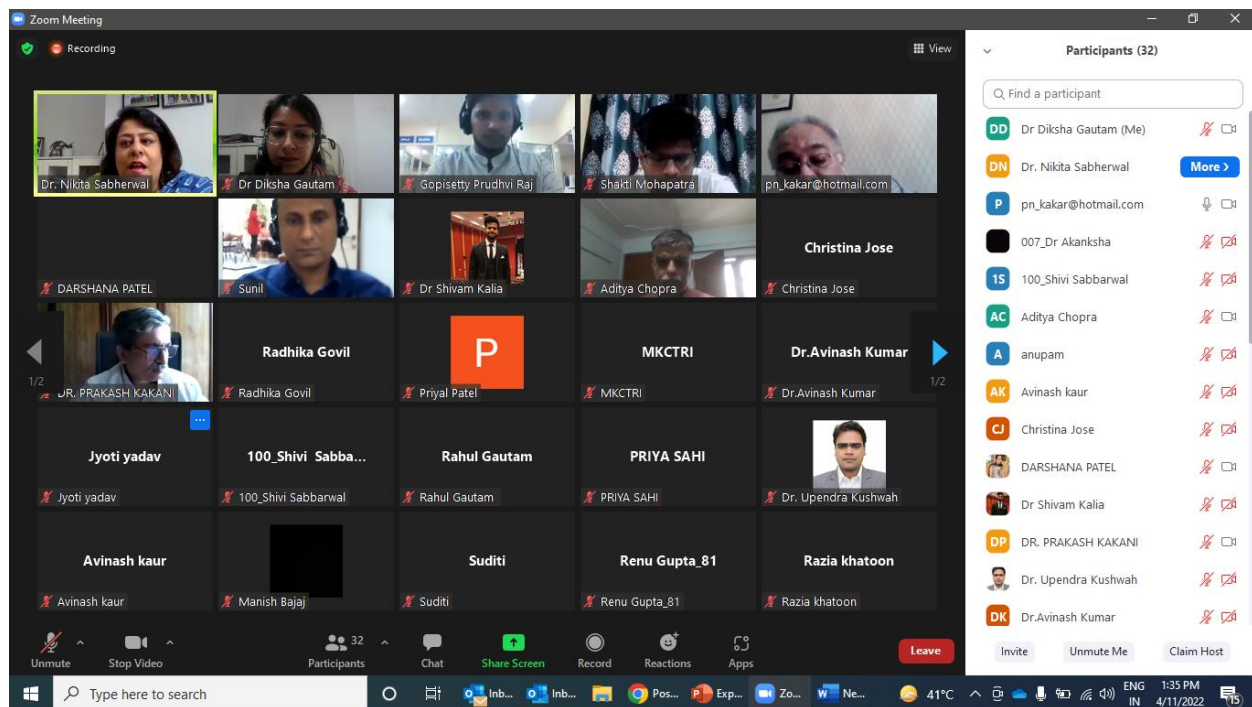 Zoom Meeting
Recording
View
Dr. Nikita Sabherwal
Dr Diksha Gautam
Gopisetty Prudhvi Raj
Shakti Mohapatra
pn_kakar@hotmail.com
DARSHANA PATEL
Sunil
Dr Shivam Kalia
Aditya Chopra
Christina Jose
Christina Jose
1/2
DR. PRAKASH KAKANI
Radhika Govil
Radhika Govil
P
Priyal Patel
MKCTRI
MKCTRI
Dr.Avinash Kumar
Dr.Avinash Kumar
1/2
Jyoti yadav
Jyoti yadav
100_Shivi Sabba...
100_Shivi Sabbarwal
Rahul Gautam
Rahul Gautam
PRIYA SAHI
PRIYA SAHI
Dr. Upendra Kushwah
Avinash kaur
Avinash kaur
Manish Bajaj
Suditi
Suditi
Renu Gupta_81
Renu Gupta_81
Razia khatoon
Razia khatoon
Unmute
Stop Video
32
Participants
Chat
Share Screen
Record
Reactions
Apps
Leave
Participants (32)
Find a participant
DD Dr Diksha Gautam (Me)
DN Dr. Nikita Sabherwal More >
P pn_kakar@hotmail.com
007_Dr Akanksha
1S 100_Shivi Sabbarwal
AC Aditya Chopra
A anupam
AK Avinash kaur
CJ Christina Jose
DARSHANA PATEL
Dr Shivam Kalia
DP DR. PRAKASH KAKANI
Dr. Upendra Kushwah
DK Dr.Avinash Kumar
Invite Unmute Me Claim Host
Type here to search
Inb...
Inb...
Pos...
Exp...
Zo...
Ne...
41°C
ENG
IN
1:35 PM
4/11/2022
15